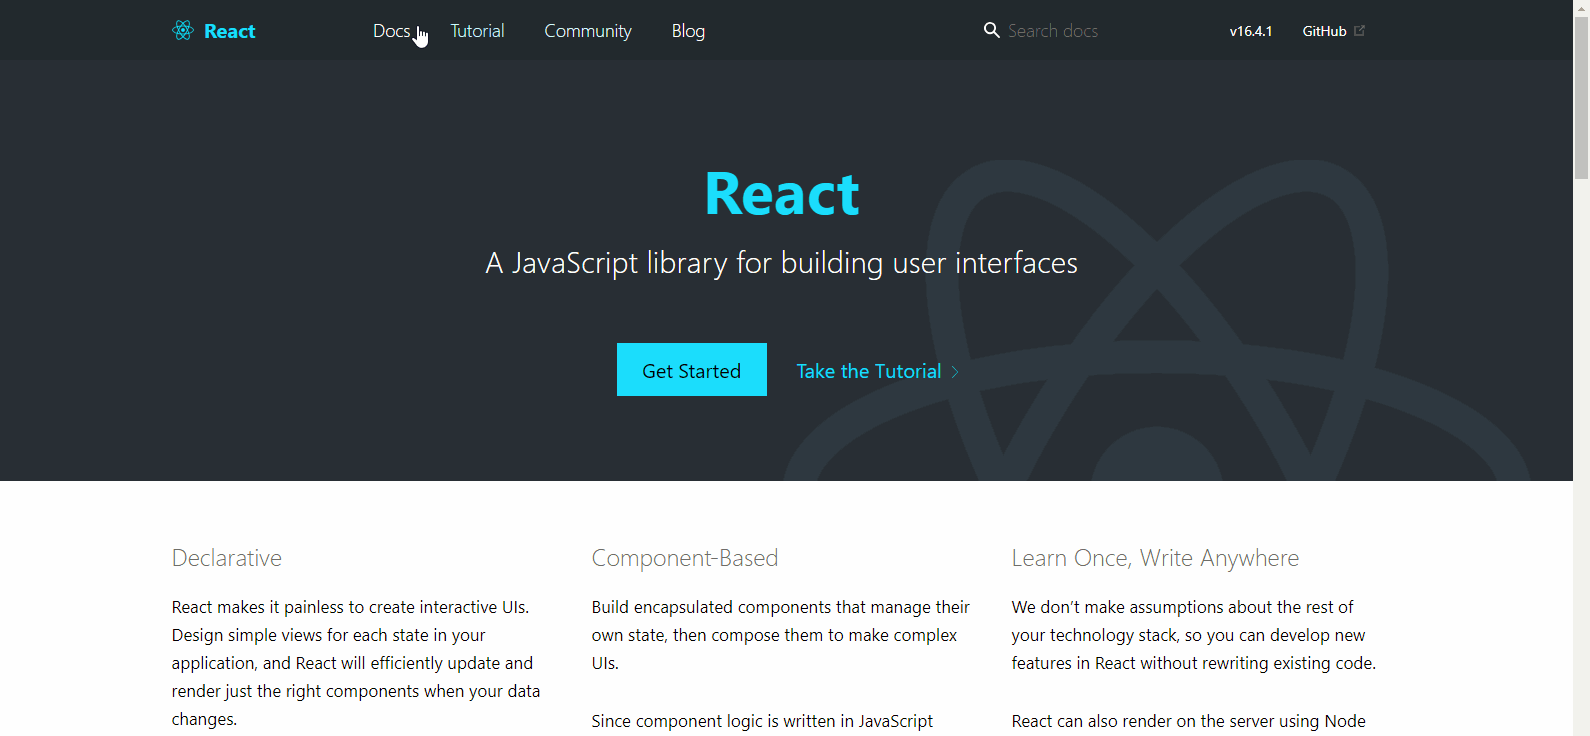 React Docs Tutorial Community Blog Search docs v16.4.1 GitHub
React
A JavaScript library for building user interfaces
Get Started Take the Tutorial
Declarative
React makes it painless to create interactive UIs.
Design simple views for each state in your
application, and React will efficiently update and
render just the right components when your data
changes.
Component-Based
Build encapsulated components that manage their
own state, then compose them to make complex
UIs.
Since component logic is written in JavaScript
Learn Once, Write Anywhere
We don’t make assumptions about the rest of
your technology stack, so you can develop new
features in React without rewriting existing code.
React can also render on the server using Node